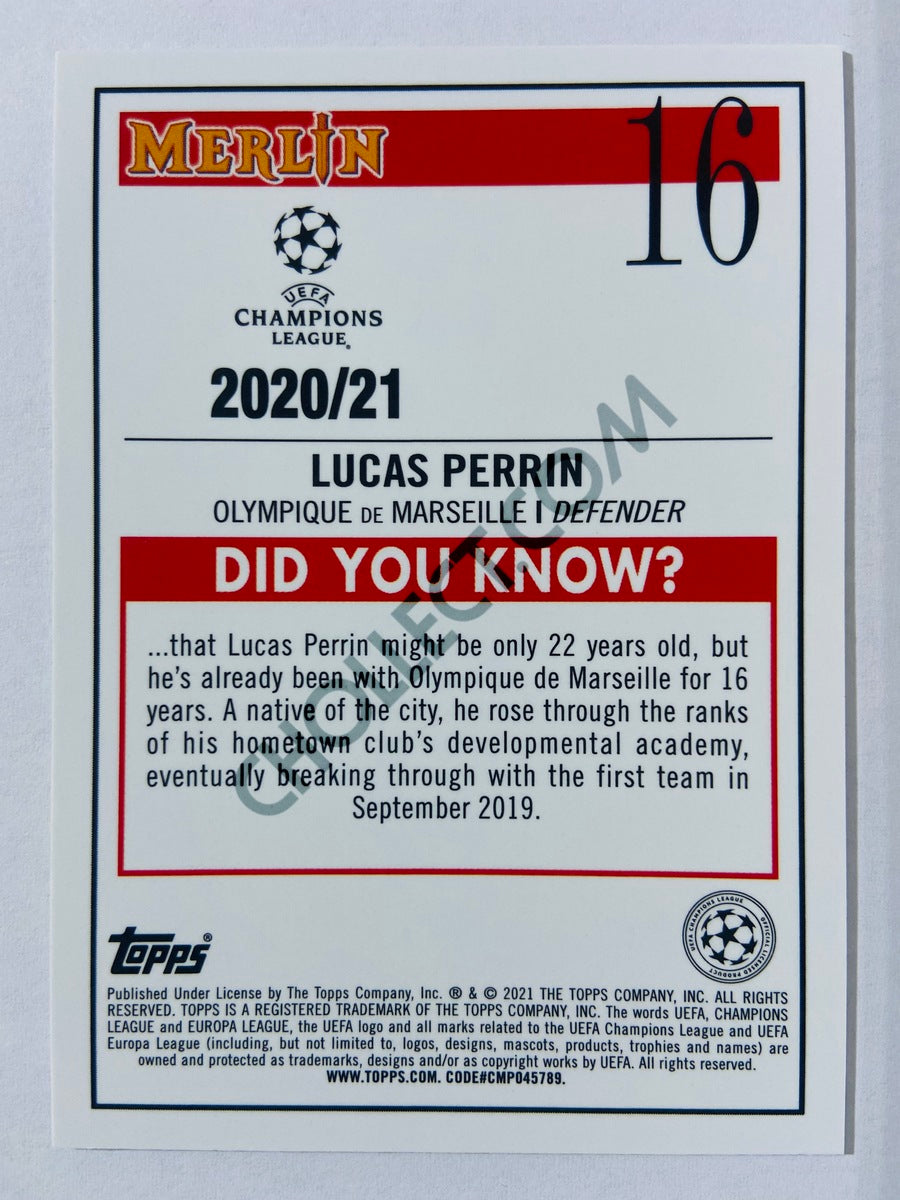 MERLIN
16
UEFA
CHAMPIONS
LEAGUE®
2020/21
LUCAS PERRIN
OLYMPIQUE DE MARSEILLE | DEFENDER
DID YOU KNOW?
...that Lucas Perrin might be only 22 years old, but
he's already been with Olympique de Marseille for 16
years. A native of the city, he rose through the ranks
of his hometown club's developmental academy,
eventually breaking through with the first team in
September 2019.
CHOLLECT.COM
UEFA CHAMPIONS LEAGUE
OFFICIAL LICENSED PRODUCT
topps®
Published Under License by The Topps Company, Inc. ® & © 2021 THE TOPPS COMPANY, INC. ALL RIGHTS
RESERVED. TOPPS IS A REGISTERED TRADEMARK OF THE TOPPS COMPANY, INC. The words UEFA, CHAMPIONS
LEAGUE and EUROPA LEAGUE, the UEFA logo and all marks related to the UEFA Champions League and UEFA
Europa League (including, but not limited to, logos, designs, mascots, products, trophies and names) are
owned and protected as trademarks, designs and/or as copyright works by UEFA. All rights reserved.
WWW.TOPPS.COM. CODE#CMP045789.